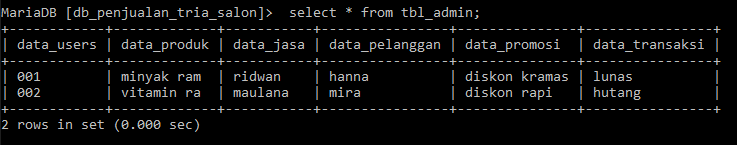 MariaDB [db_penjualan_tria_salon]>  select * from tbl_admin;
+------------+-------------+-----------+----------------+---------------+----------------+
| data_users | data_produk | data_jasa | data_pelanggan | data_promosi  | data_transaksi |
+------------+-------------+-----------+----------------+---------------+----------------+
| 001        | minyak ram  | ridwan    | hanna          | diskon kramas | lunas          |
| 002        | vitamin ra  | maulana   | mira           | diskon rapi   | hutang         |
+------------+-------------+-----------+----------------+---------------+----------------+
2 rows in set (0.000 sec)